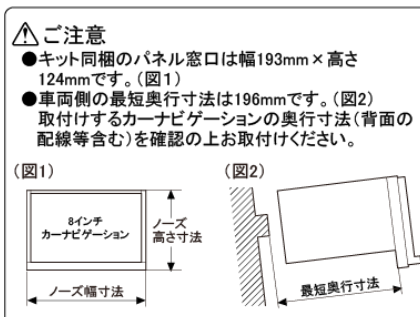 ご注意
●キット同梱のパネル窓口は幅193mm×高さ
124mmです。(図1)
●車両側の最短奥行寸法は196mmです。(図2)
取付けするカーナビゲーションの奥行寸法(背面の
配線等含む)を確認の上お取付けください。
(図1)
8インチ
カーナビゲーション
ノーズ
高さ寸法
ノーズ幅寸法
(図2)
最短奥行寸法